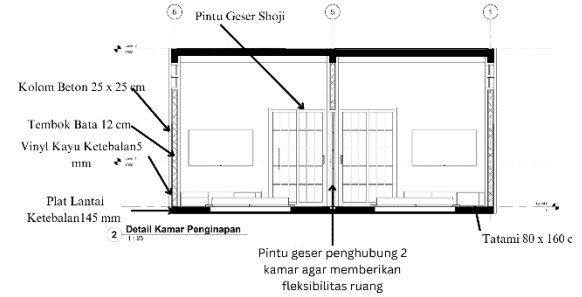 6
5
1
Pintu Geser Shoji
Kolom Beton 25 x 25 cm
Tembok Bata 12 cm
Vinyl Kayu Ketebalan5
mm
Plat Lantai
Ketebalan145 mm
2 Detail Kamar Penginapan
1 : 25
Pintu geser penghubung 2
kamar agar memberikan
fleksibilitas ruang
Tatami 80 x 160 c